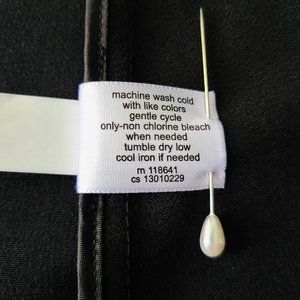 machine wash cold
with like colors
gentle cycle
only-non chlorine bleach
when needed
tumble dry low
cool iron if needed
rn 118641
cs 13010229